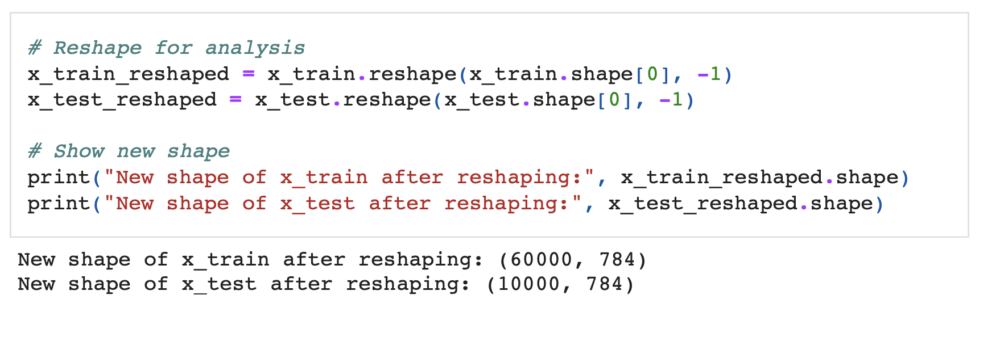 # Reshape for analysis
x_train_reshaped = x_train.reshape(x_train.shape[0], -1)
x_test_reshaped = x_test.reshape(x_test.shape[0], -1)
# Show new shape
print("New shape of x_train after reshaping:", x_train_reshaped.shape)
print("New shape of x_test after reshaping:", x_test_reshaped.shape)
New shape of x_train after reshaping: (60000, 784)
New shape of x_test after reshaping: (10000, 784)